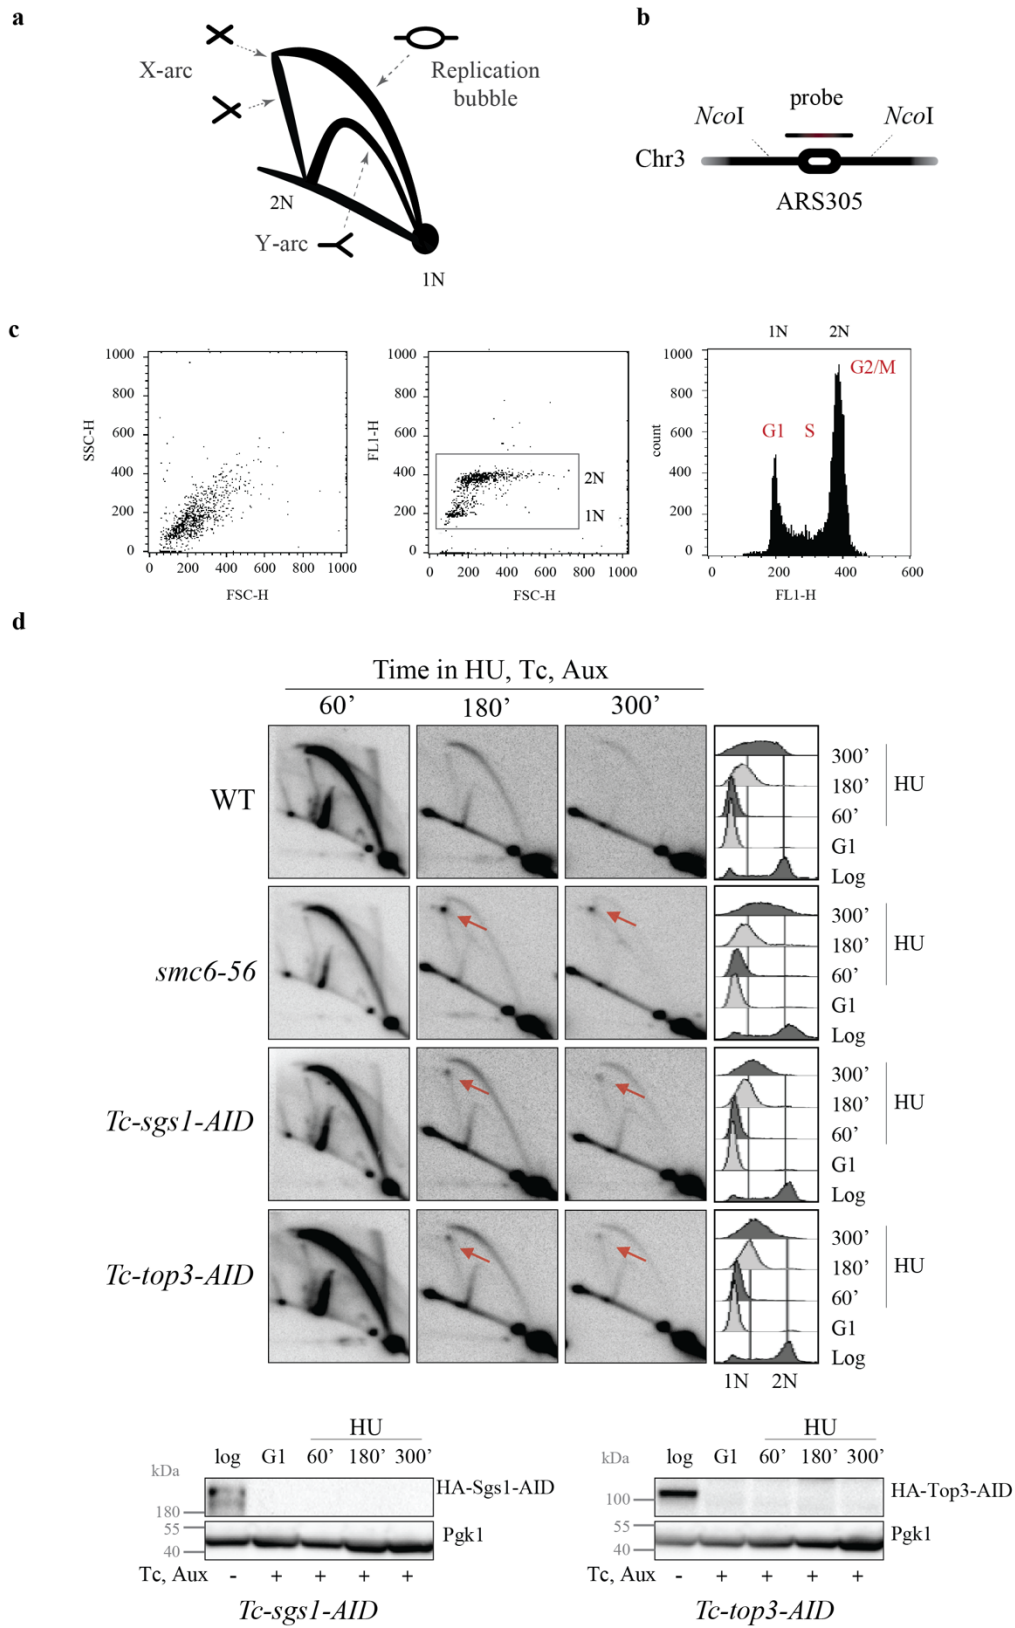 a
X-arc
Replication
bubble
2N
Y-arc
1N
b
probe
NcoI
NcoI
Chr3
ARS305
c
1000
800
600
400
200
0
SSC-H
0 200 400 600 800 1000
FSC-H
1000
800
600
400
200
0
FL1-H
2N
1N
0 200 400 600 800 1000
FSC-H
1N 2N
1000
800
600
400
200
0
count
G1 S G2/M
0 200 400 600
FL1-H
d
Time in HU, Tc, Aux
60’ 180’ 300’
WT
300’
180’
60’
HU
G1
Log
smc6-56
300’
180’
60’
HU
G1
Log
Tc-sgs1-AID
300’
180’
60’
HU
G1
Log
Tc-top3-AID
300’
180’
60’
HU
G1
Log
1N 2N
HU
kDa log G1 60’ 180’ 300’
HA-Sgs1-AID
180
55
40
Pgk1
Tc, Aux - + + + +
Tc-sgs1-AID
HU
kDa log G1 60’ 180’ 300’
HA-Top3-AID
100
55
40
Pgk1
Tc, Aux - + + + +
Tc-top3-AID